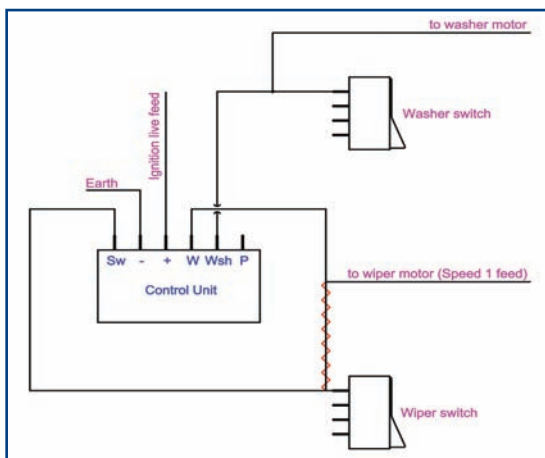 to washer motor
Washer switch
Ignition live feed
Earth
Sw - + W Wsh P
Control Unit
to wiper motor (Speed 1 feed)
Wiper switch